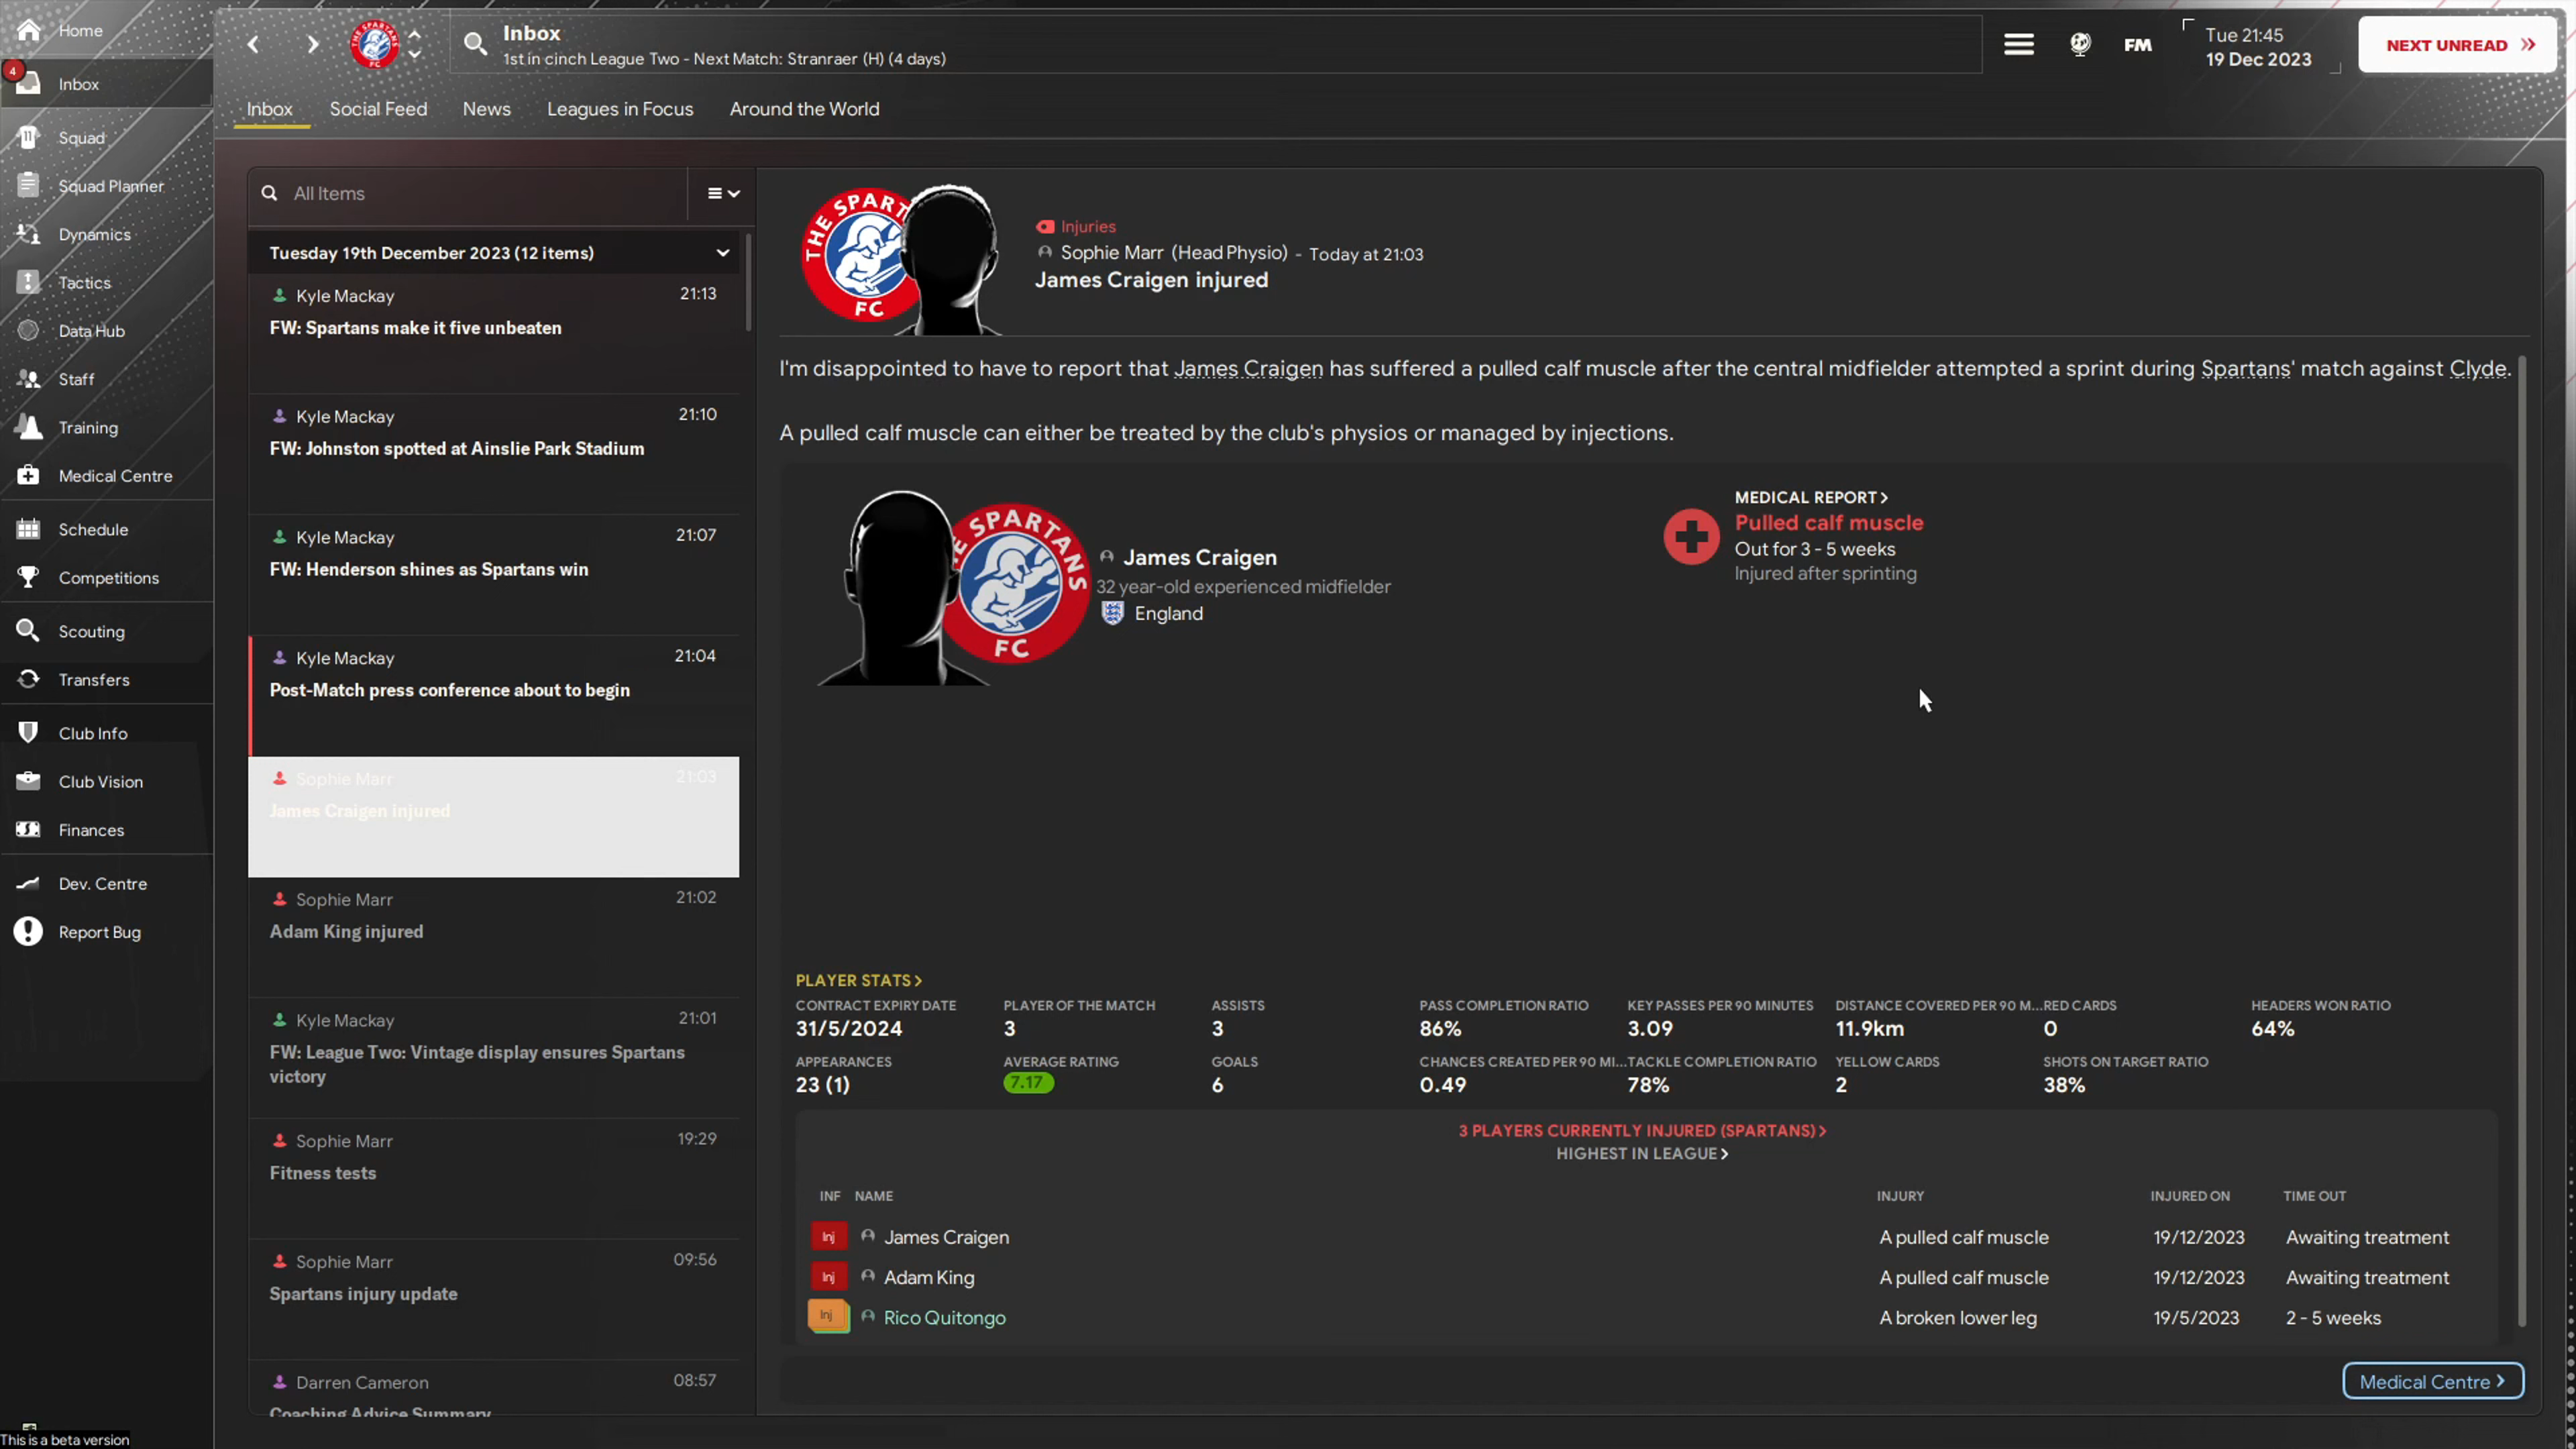 Home
4
Inbox
Squad
Squad Planner
Dynamics
Tactics
Data Hub
Staff
Training
Medical Centre
Schedule
Competitions
Scouting
Transfers
Club Info
Club Vision
Finances
Dev. Centre
Report Bug
This is a beta version
THE SPARTANS FC
Inbox
1st in cinch League Two - Next Match: Stranraer (H) (4 days)
FM
Tue 21:45
19 Dec 2023
NEXT UNREAD
Inbox Social Feed News Leagues in Focus Around the World
All Items
Tuesday 19th December 2023 (12 items)
Kyle Mackay 21:13
FW: Spartans make it five unbeaten
Kyle Mackay 21:10
FW: Johnston spotted at Ainslie Park Stadium
Kyle Mackay 21:07
FW: Henderson shines as Spartans win
Kyle Mackay 21:04
Post-Match press conference about to begin
Sophie Marr 21:03
James Craigen injured
Sophie Marr 21:02
Adam King injured
Kyle Mackay 21:01
FW: League Two: Vintage display ensures Spartans
victory
Sophie Marr 19:29
Fitness tests
Sophie Marr 09:56
Spartans injury update
Darren Cameron 08:57
Coaching Advice Summary
THE SPAR
FC
Injuries
Sophie Marr (Head Physio) - Today at 21:03
James Craigen injured
I'm disappointed to have to report that James Craigen has suffered a pulled calf muscle after the central midfielder attempted a sprint during Spartans' match against Clyde.
A pulled calf muscle can either be treated by the club's physios or managed by injections.
E SPARTANS
FC
James Craigen
32 year-old experienced midfielder
England
MEDICAL REPORT >
Pulled calf muscle
Out for 3 - 5 weeks
Injured after sprinting
PLAYER STATS >
CONTRACT EXPIRY DATE PLAYER OF THE MATCH ASSISTS PASS COMPLETION RATIO KEY PASSES PER 90 MINUTES DISTANCE COVERED PER 90 M... RED CARDS HEADERS WON RATIO
31/5/2024 3 3 86% 3.09 11.9km 0 64%
APPEARANCES AVERAGE RATING GOALS CHANCES CREATED PER 90 MI... TACKLE COMPLETION RATIO YELLOW CARDS SHOTS ON TARGET RATIO
23 (1) 7.17 6 0.49 78% 2 38%
3 PLAYERS CURRENTLY INJURED (SPARTANS) >
HIGHEST IN LEAGUE >
INF NAME INJURY INJURED ON TIME OUT
Inj James Craigen A pulled calf muscle 19/12/2023 Awaiting treatment
Inj Adam King A pulled calf muscle 19/12/2023 Awaiting treatment
Inj Rico Quitongo A broken lower leg 19/5/2023 2 - 5 weeks
Medical Centre >